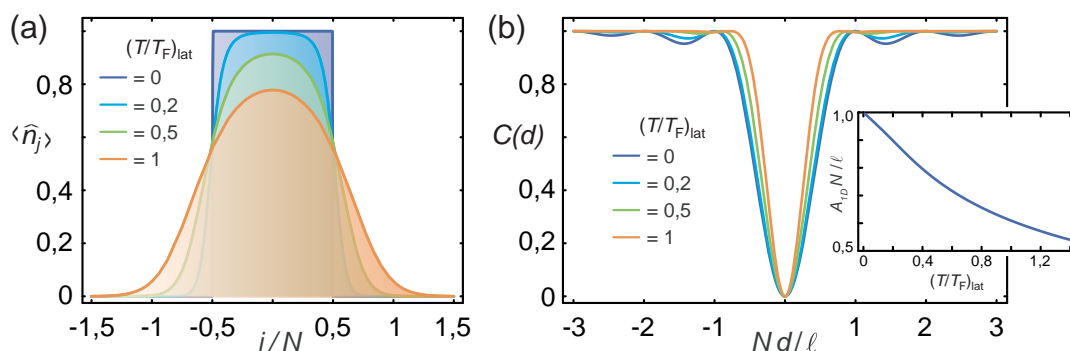 (a)
(T/T_F)_lat
= 0
= 0,2
= 0,5
= 1
⟨n̂_j⟩
0,8
0,6
0,4
0,2
0
-1,5 -1 -0,5 0 0,5 1 1,5
j/N
(b)
C(d)
0,8
0,6
0,4
0,2
0
(T/T_F)_lat
= 0
= 0,2
= 0,5
= 1
-3 -2 -1 0 1 2 3
N d/ℓ
A_1D N/ℓ
1,0
0,5
0 0,4 0,8 1,2
(T/T_F)_lat